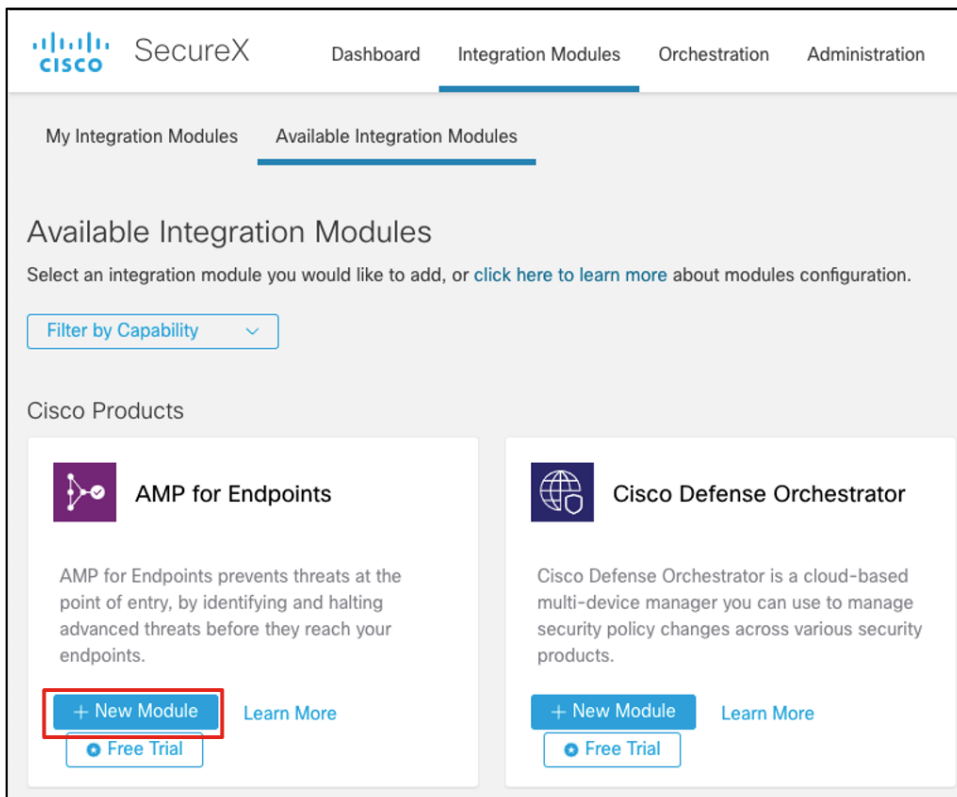 CISCO SecureX Dashboard Integration Modules Orchestration Administration
My Integration Modules Available Integration Modules
Available Integration Modules
Select an integration module you would like to add, or click here to learn more about modules configuration.
Filter by Capability
Cisco Products
AMP for Endpoints
AMP for Endpoints prevents threats at the
point of entry, by identifying and halting
advanced threats before they reach your
endpoints.
+ New Module Learn More
Free Trial
Cisco Defense Orchestrator
Cisco Defense Orchestrator is a cloud-based
multi-device manager you can use to manage
security policy changes across various security
products.
+ New Module Learn More
Free Trial